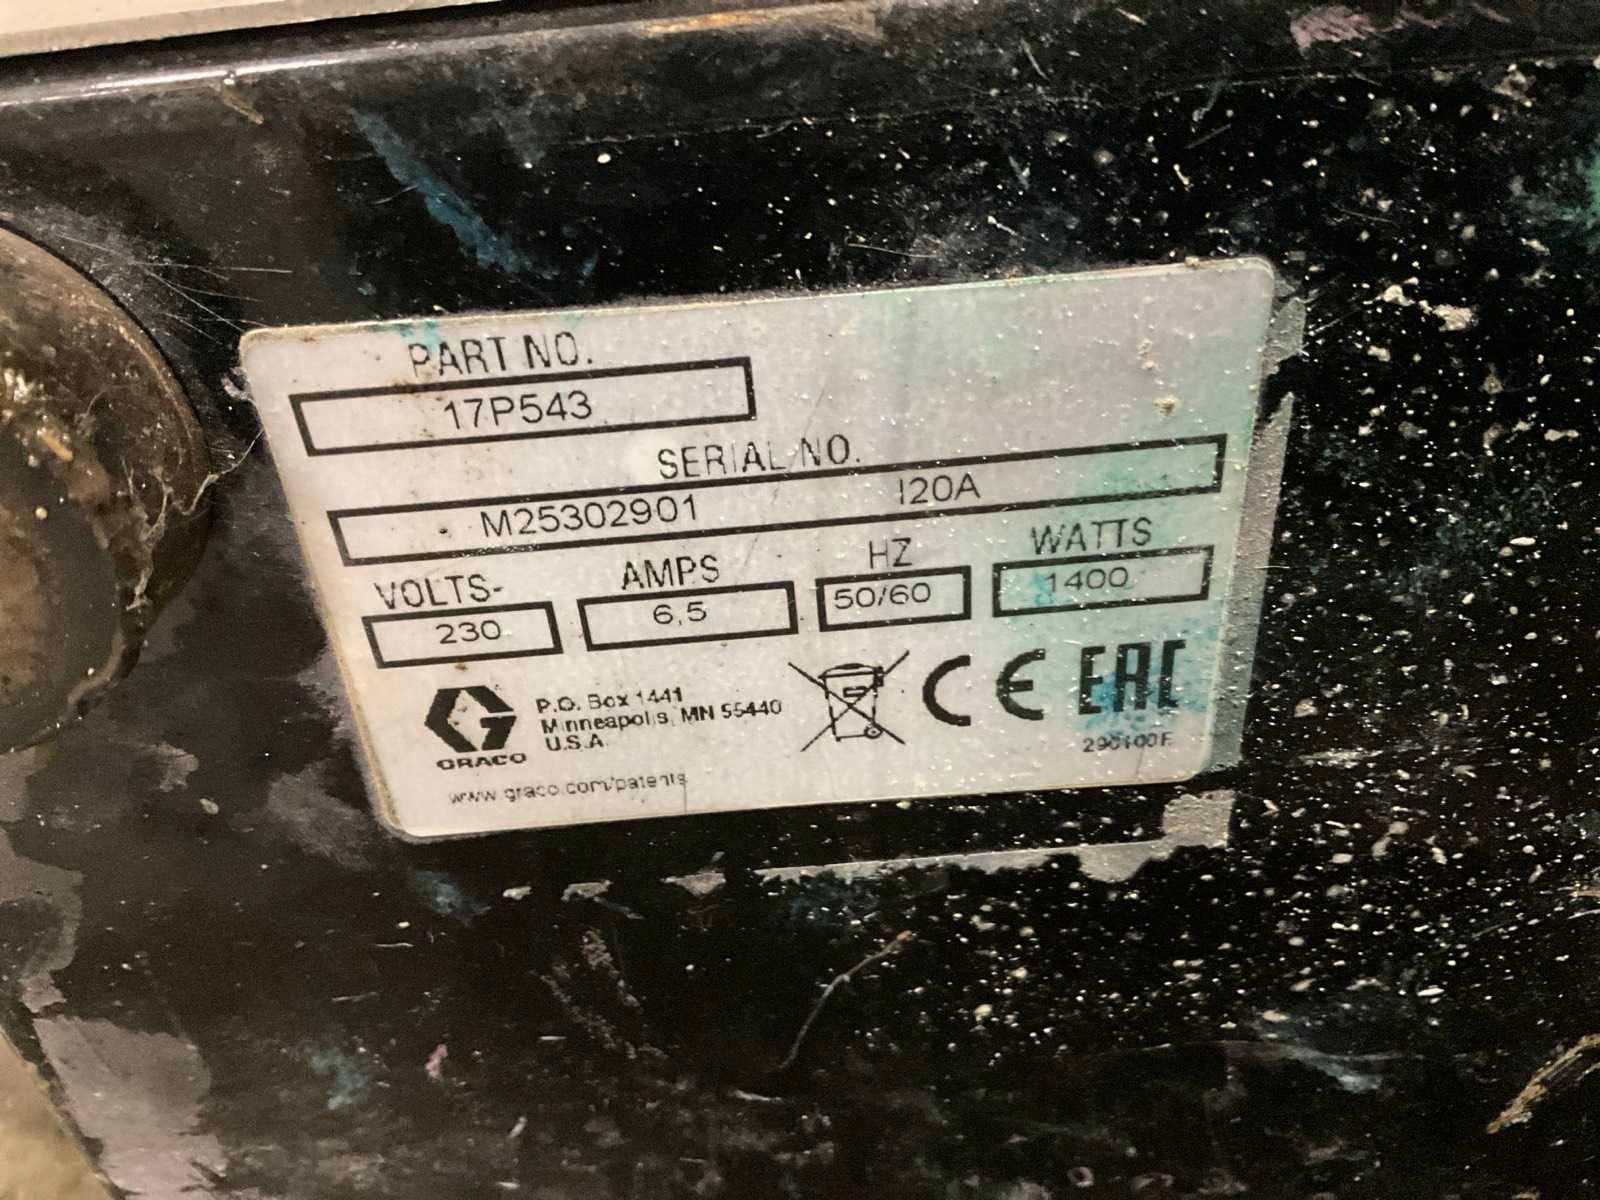 PART NO.
17P543
SERIAL NO.
M25302901 I20A
VOLTS~ AMPS HZ WATTS
230 6,5 50/60 1400
GRACO
P.O. Box 1441
Minneapolis, MN 55440
U.S.A.
CE EAC
www.graco.com/patents